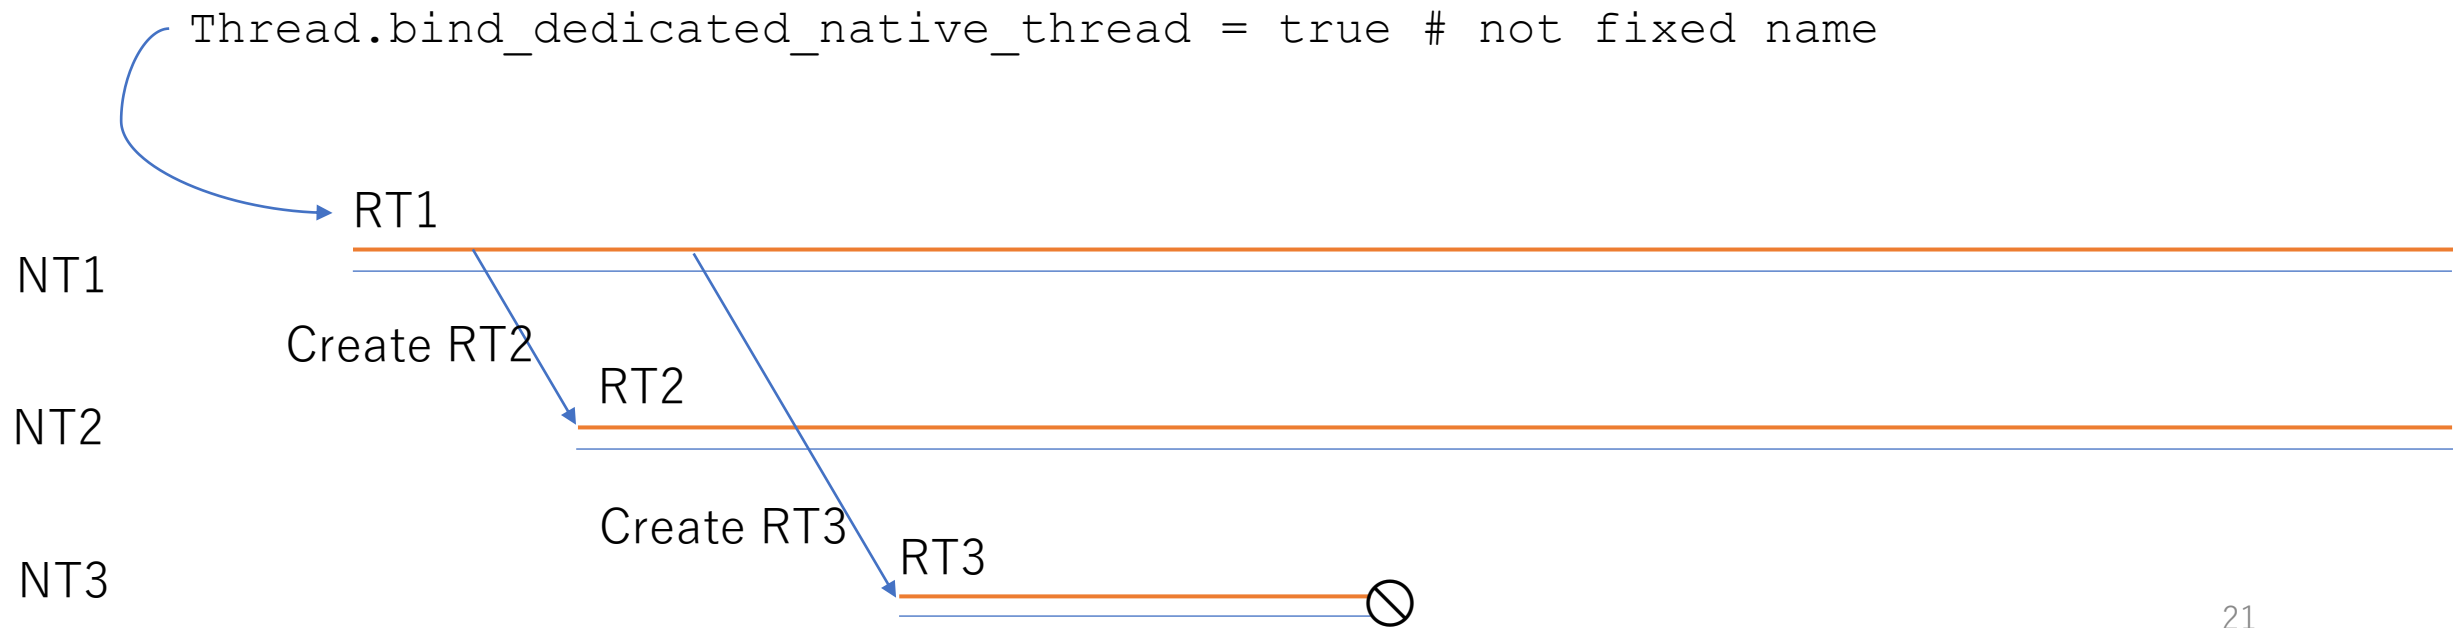 Thread.bind_dedicated_native_thread = true # not fixed name
RT1
NT1
Create RT2
RT2
NT2
Create RT3
RT3
NT3
21